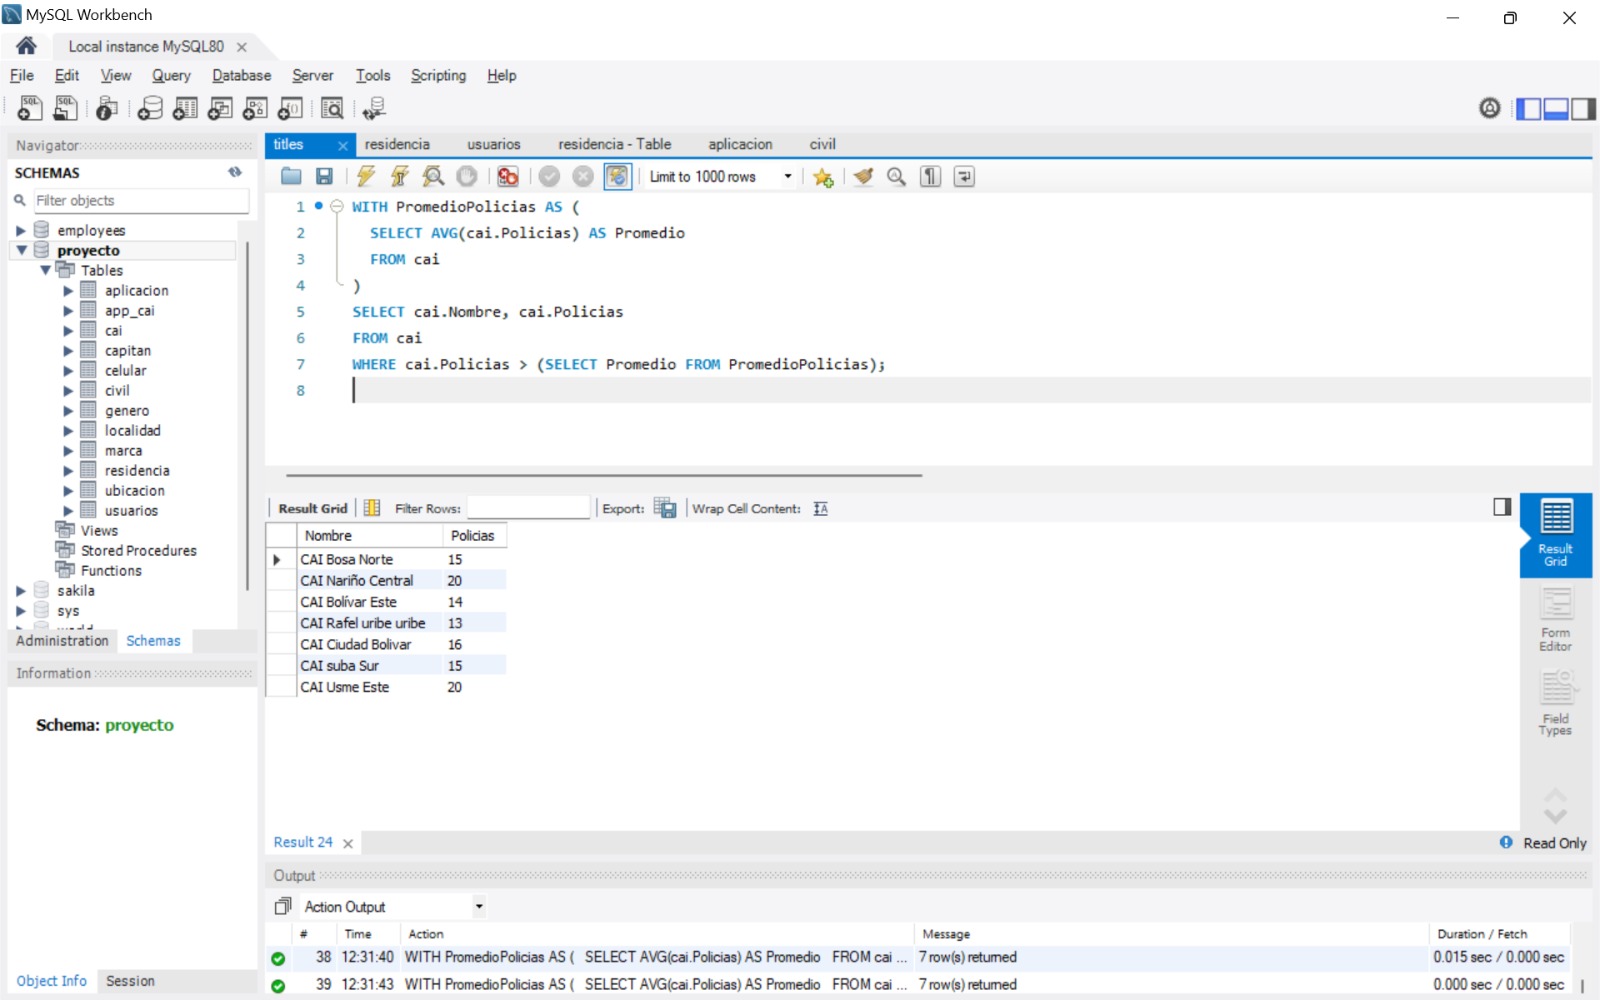 MySQL Workbench
Local instance MySQL80
File Edit View Query Database Server Tools Scripting Help
Navigator
SCHEMAS
Filter objects
employees
proyecto
Tables
aplicacion
app_cai
cai
capitan
celular
civil
genero
localidad
marca
residencia
ubicacion
usuarios
Views
Stored Procedures
Functions
sakila
sys
Administration Schemas
Information
Schema: proyecto
Object Info Session
titles residencia usuarios residencia - Table aplicacion civil
Limit to 1000 rows
1 WITH PromedioPolicias AS (
2 SELECT AVG(cai.Policias) AS Promedio
3 FROM cai
4 )
5 SELECT cai.Nombre, cai.Policias
6 FROM cai
7 WHERE cai.Policias > (SELECT Promedio FROM PromedioPolicias);
8
Result Grid Filter Rows: Export: Wrap Cell Content:
Nombre Policias
CAI Bosa Norte 15
CAI Nariño Central 20
CAI Bolívar Este 14
CAI Rafel uribe uribe 13
CAI Ciudad Bolivar 16
CAI suba Sur 15
CAI Usme Este 20
Result Grid
Form Editor
Field Types
Result 24
Read Only
Output
Action Output
# Time Action Message Duration / Fetch
38 12:31:40 WITH PromedioPolicias AS ( SELECT AVG(cai.Policias) AS Promedio FROM cai ... 7 row(s) returned 0.015 sec / 0.000 sec
39 12:31:43 WITH PromedioPolicias AS ( SELECT AVG(cai.Policias) AS Promedio FROM cai ... 7 row(s) returned 0.000 sec / 0.000 sec